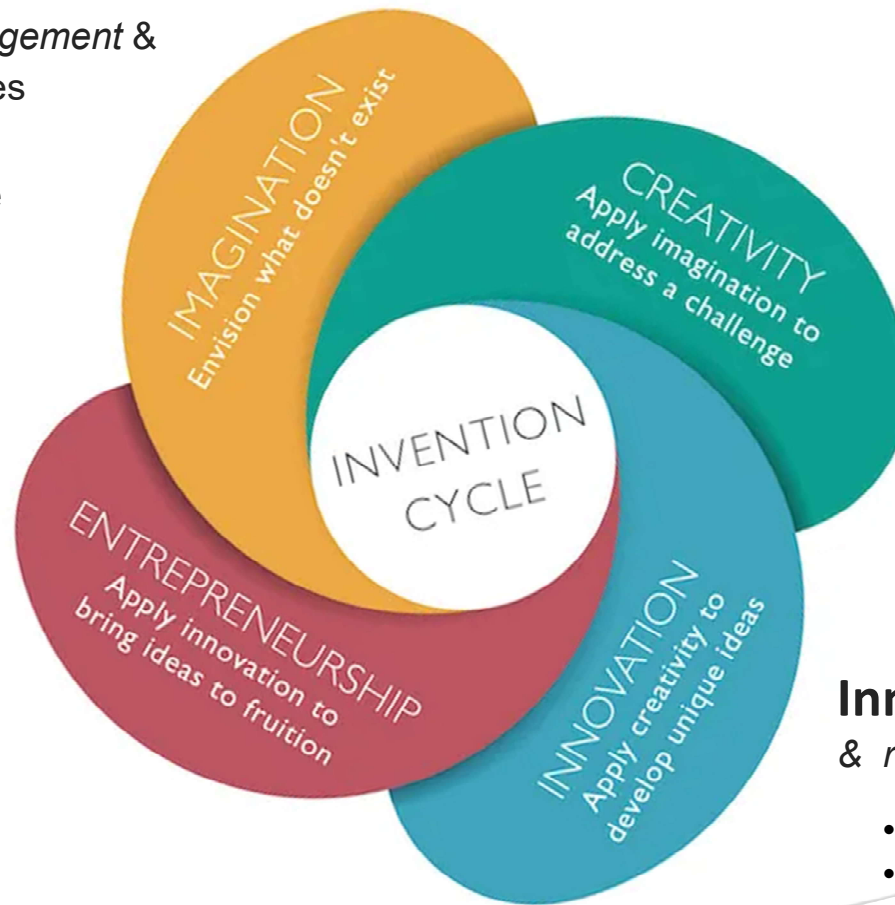 gement &
es
IMAGINATION
Envision what doesn't exist
CREATIVITY
Apply imagination to
address a challenge
INVENTION
CYCLE
ENTREPRENEURSHIP
Apply innovation to
bring ideas to fruition
INNOVATION
Apply creativity to
develop unique ideas
Inn
&
•
•